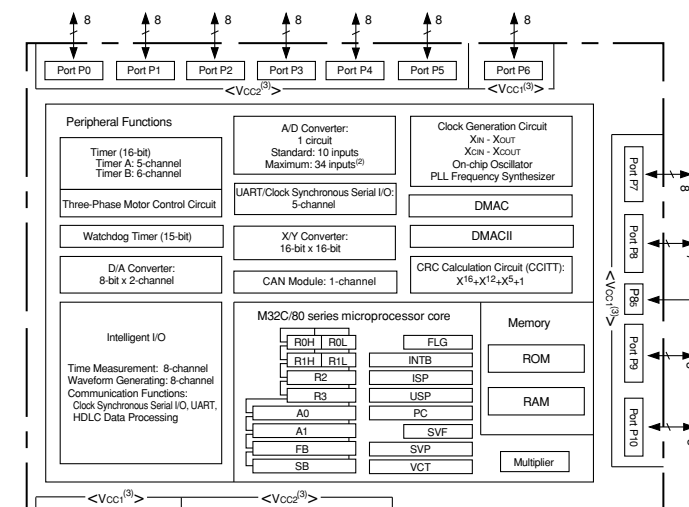 8 8 8 8 8 8 8
Port P0 Port P1 Port P2 Port P3 Port P4 Port P5 Port P6
<VCC2(3)> <VCC1(3)>
Peripheral Functions
Timer (16-bit)
Timer A: 5-channel
Timer B: 6-channel
Three-Phase Motor Control Circuit
Watchdog Timer (15-bit)
D/A Converter:
8-bit x 2-channel
A/D Converter:
1 circuit
Standard: 10 inputs
Maximum: 34 inputs(2)
UART/Clock Synchronous Serial I/O:
5-channel
X/Y Converter:
16-bit x 16-bit
CAN Module: 1-channel
Clock Generation Circuit
XIN - XOUT
XCIN - XCOUT
On-chip Oscillator
PLL Frequency Synthesizer
DMAC
DMACII
CRC Calculation Circuit (CCITT):
X16+X12+X5+1
Intelligent I/O
Time Measurement: 8-channel
Waveform Generating: 8-channel
Communication Functions:
Clock Synchronous Serial I/O, UART,
HDLC Data Processing
M32C/80 series microprocessor core
R0H R0L
R1H R1L
R2
R3
A0
A1
FB
SB
FLG
INTB
ISP
USP
PC
SVF
SVP
VCT
Memory
ROM
RAM
Multiplier
<VCC1(3)>
Port P7
8
Port P8
P85
Port P9
Port P10
<VCC1(3)> <VCC2(3)>